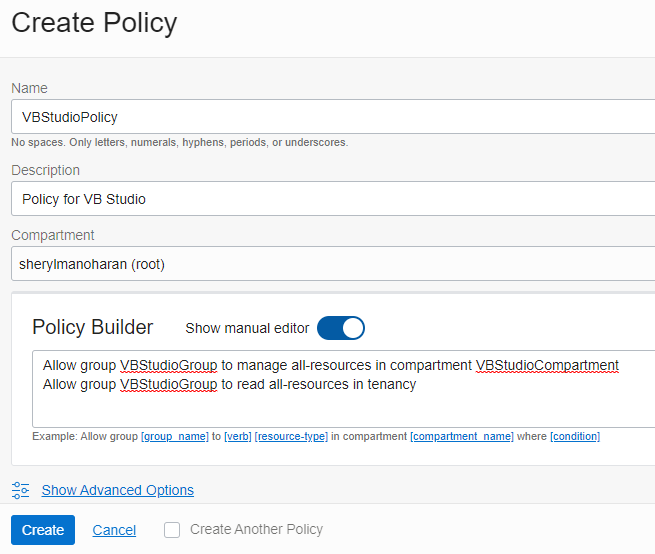 Create Policy
Name
VBStudioPolicy
No spaces. Only letters, numerals, hyphens, periods, or underscores.
Description
Policy for VB Studio
Compartment
sherylmanoharan (root)
Policy Builder Show manual editor
Allow group VBStudioGroup to manage all-resources in compartment VBStudioCompartment
Allow group VBStudioGroup to read all-resources in tenancy
Example: Allow group [group_name] to [verb] [resource-type] in compartment [compartment_name] where [condition]
Show Advanced Options
Create Cancel Create Another Policy